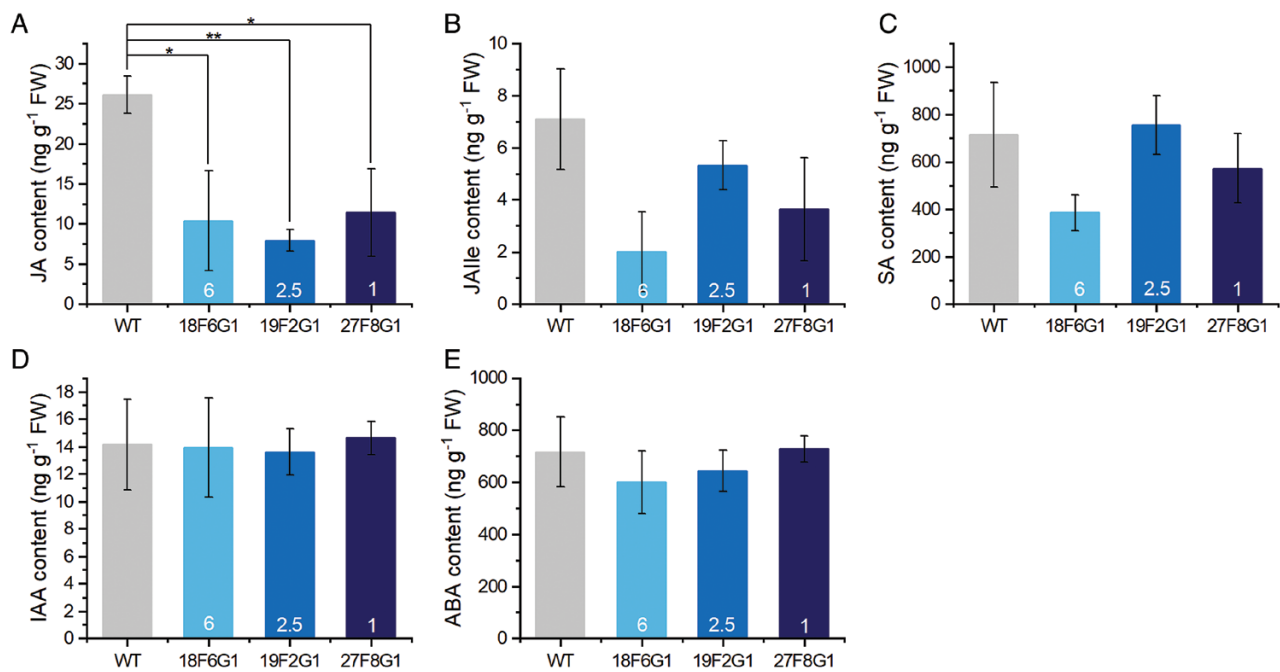 A
*
**
*
JA content (ng g⁻¹ FW)
30
25
20
15
10
5
0
6
2.5
1
WT
18F6G1
19F2G1
27F8G1
B
JAIle content (ng g⁻¹ FW)
10
8
6
4
2
0
6
2.5
1
WT
18F6G1
19F2G1
27F8G1
C
SA content (ng g⁻¹ FW)
1000
800
600
400
200
0
6
2.5
1
WT
18F6G1
19F2G1
27F8G1
D
IAA content (ng g⁻¹ FW)
18
16
14
12
10
8
6
4
2
0
6
2.5
1
WT
18F6G1
19F2G1
27F8G1
E
ABA content (ng g⁻¹ FW)
1000
800
600
400
200
0
6
2.5
1
WT
18F6G1
19F2G1
27F8G1